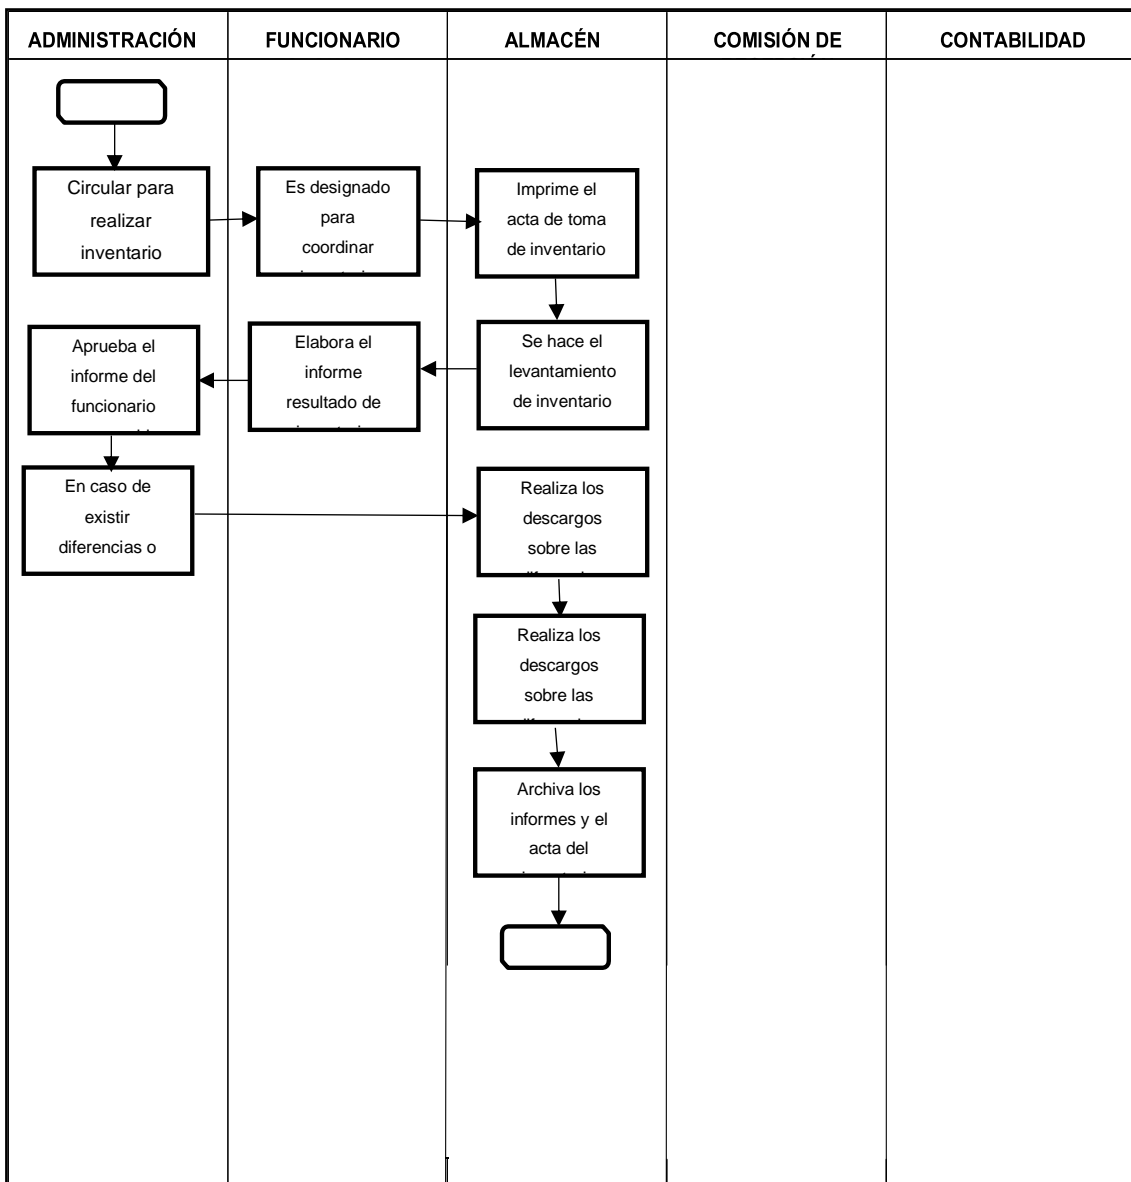 ADMINISTRACIÓN
FUNCIONARIO
ALMACÉN
COMISIÓN DE
CONTABILIDAD
Circular para
realizar
inventario
Es designado
para
coordinar
Imprime el
acta de toma
de inventario
Aprueba el
informe del
funcionario
Elabora el
informe
resultado de
Se hace el
levantamiento
de inventario
En caso de
existir
diferencias o
Realiza los
descargos
sobre las
Realiza los
descargos
sobre las
Archiva los
informes y el
acta del